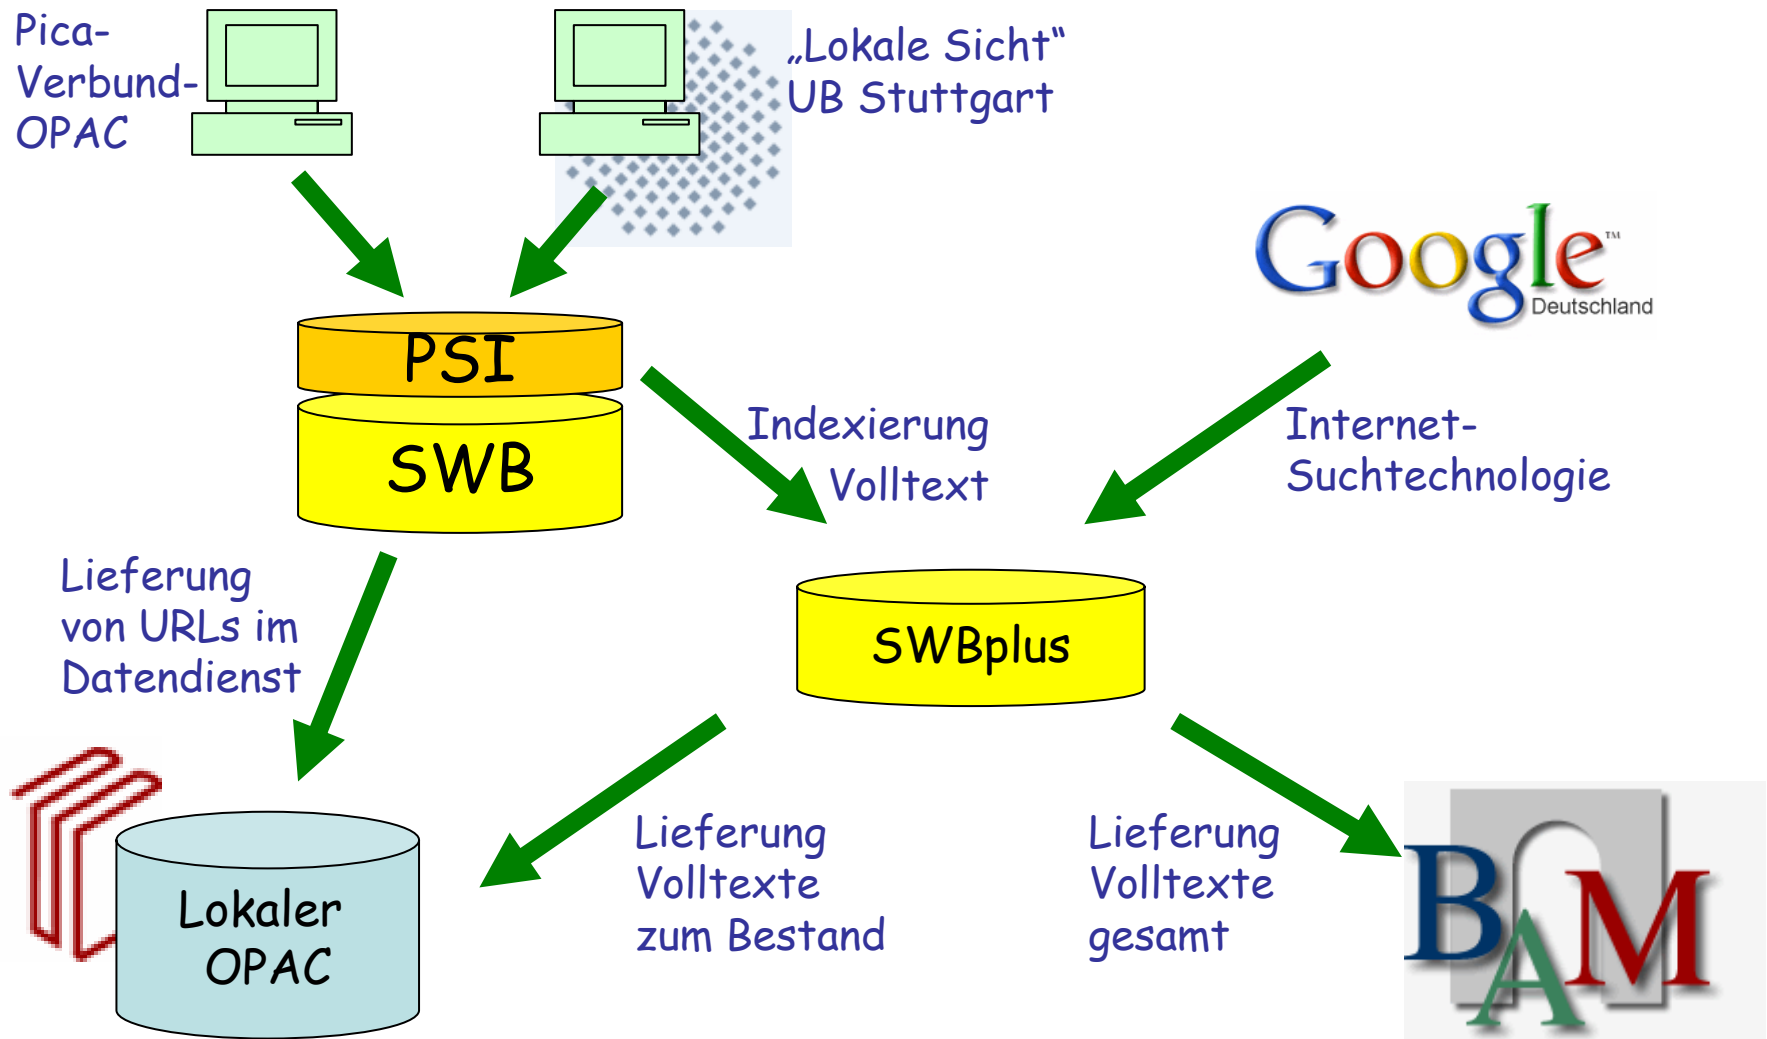 Pica-
Verbund-
OPAC
„Lokale Sicht“
UB Stuttgart
Google™
Deutschland
PSI
SWB
Indexierung
Volltext
Internet-
Suchtechnologie
Lieferung
von URLs im
Datendienst
SWBplus
Lokaler
OPAC
Lieferung
Volltexte
zum Bestand
Lieferung
Volltexte
gesamt
BAM